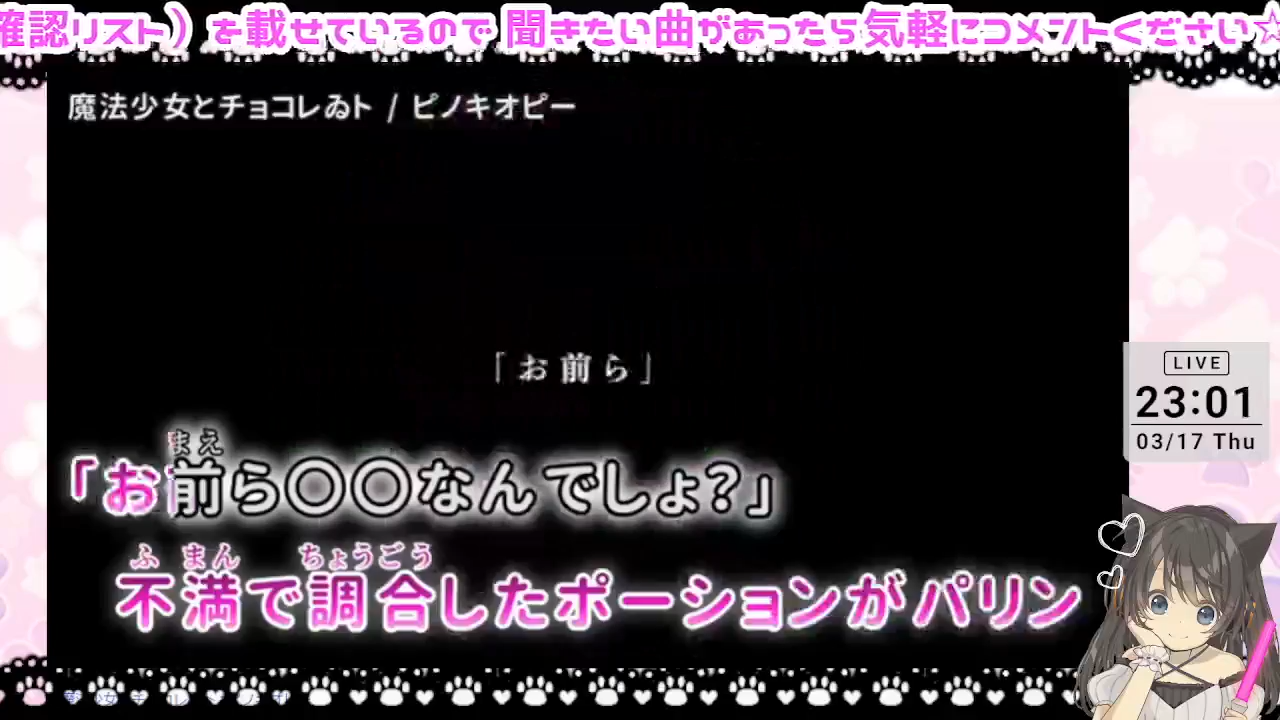 確認リスト）を載せているので 聞きたい曲があったら気軽にコメントください☆
魔法少女とチョコレゐト / ピノキオピー
「お前ら」
まえ
「お前ら〇〇なんでしょ？」
ふ まん ちょうごう
不満で調合したポーションがパリン
LIVE
23:01
03/17 Thu